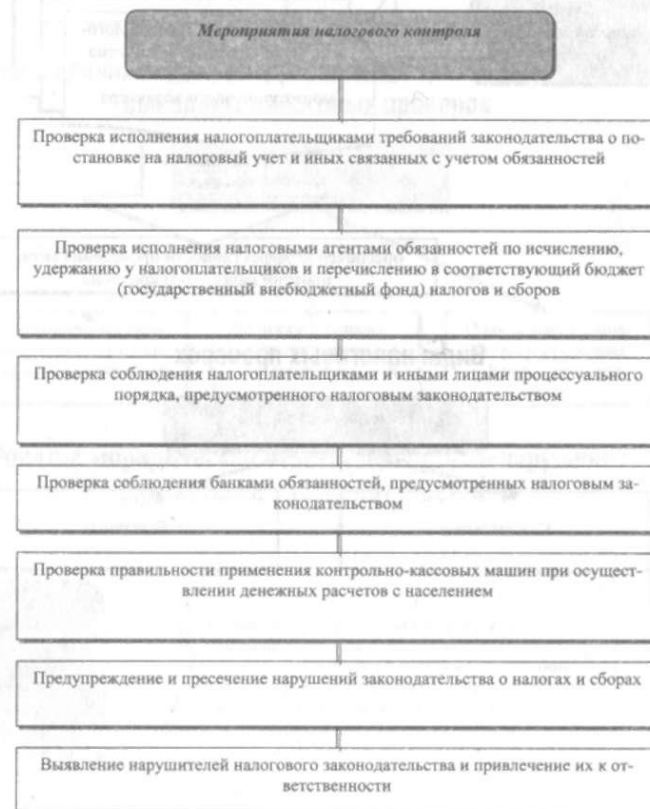 Мероприятия налогового контроля
Проверка исполнения налогоплательщиками требований законодательства о по-
становке на налоговый учет и иных связанных с учетом обязанностей
Проверка исполнения налоговыми агентами обязанностей по исчислению,
удержанию у налогоплательщиков и перечислению в соответствующий бюджет
(государственный внебюджетный фонд) налогов и сборов
Проверка соблюдения налогоплательщиками и иными лицами процессуального
порядка, предусмотренного налоговым законодательством
Проверка соблюдения банками обязанностей, предусмотренных налоговым за-
конодательством
Проверка правильности применения контрольно-кассовых машин при осущест-
влении денежных расчетов с населением
Предупреждение и пресечение нарушений законодательства о налогах и сборах
Выявление нарушителей налогового законодательства и привлечение их к от-
ветственности